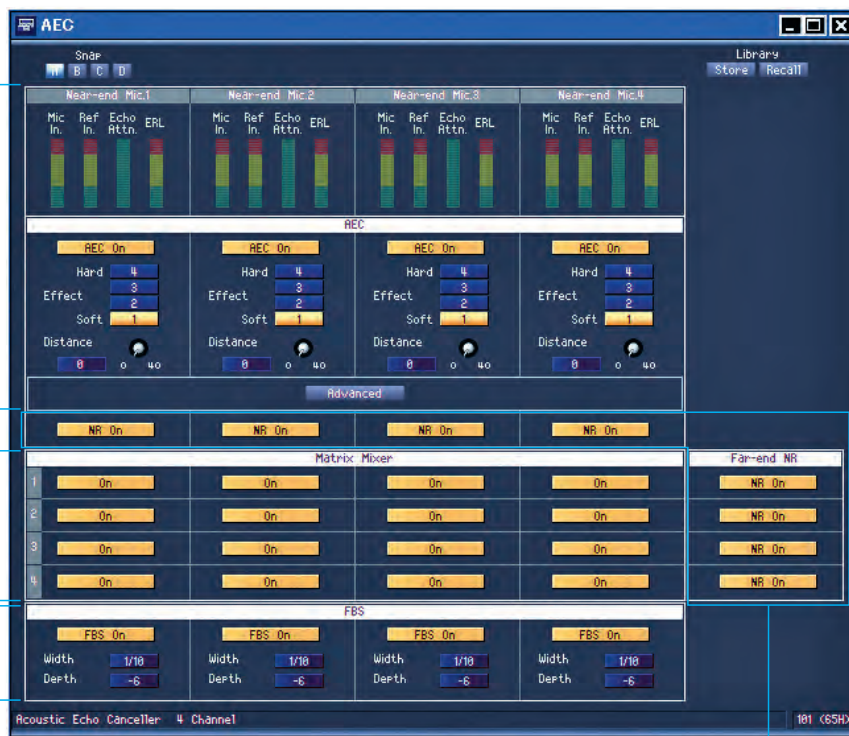 AEC
Snap
A B C D
Library
Store Recall
Near-end Mic.1 Near-end Mic.2 Near-end Mic.3 Near-end Mic.4
Mic In. Ref In. Echo Attn. ERL Mic In. Ref In. Echo Attn. ERL Mic In. Ref In. Echo Attn. ERL Mic In. Ref In. Echo Attn. ERL
AEC
AEC On AEC On AEC On AEC On
Hard 4 Hard 4 Hard 4 Hard 4
3 3 3 3
Effect Effect Effect Effect
2 2 2 2
Soft 1 Soft 1 Soft 1 Soft 1
Distance Distance Distance Distance
0 0 40 0 0 40 0 0 40 0 0 40
Advanced
NR On NR On NR On NR On
Matrix Mixer Far-end NR
1 On On On On NR On
2 On On On On NR On
3 On On On On NR On
4 On On On On NR On
FBS
FBS On FBS On FBS On FBS On
Width 1/10 Width 1/10 Width 1/10 Width 1/10
Depth -6 Depth -6 Depth -6 Depth -6
Acoustic Echo Canceller 4 Channel 101 (65H)